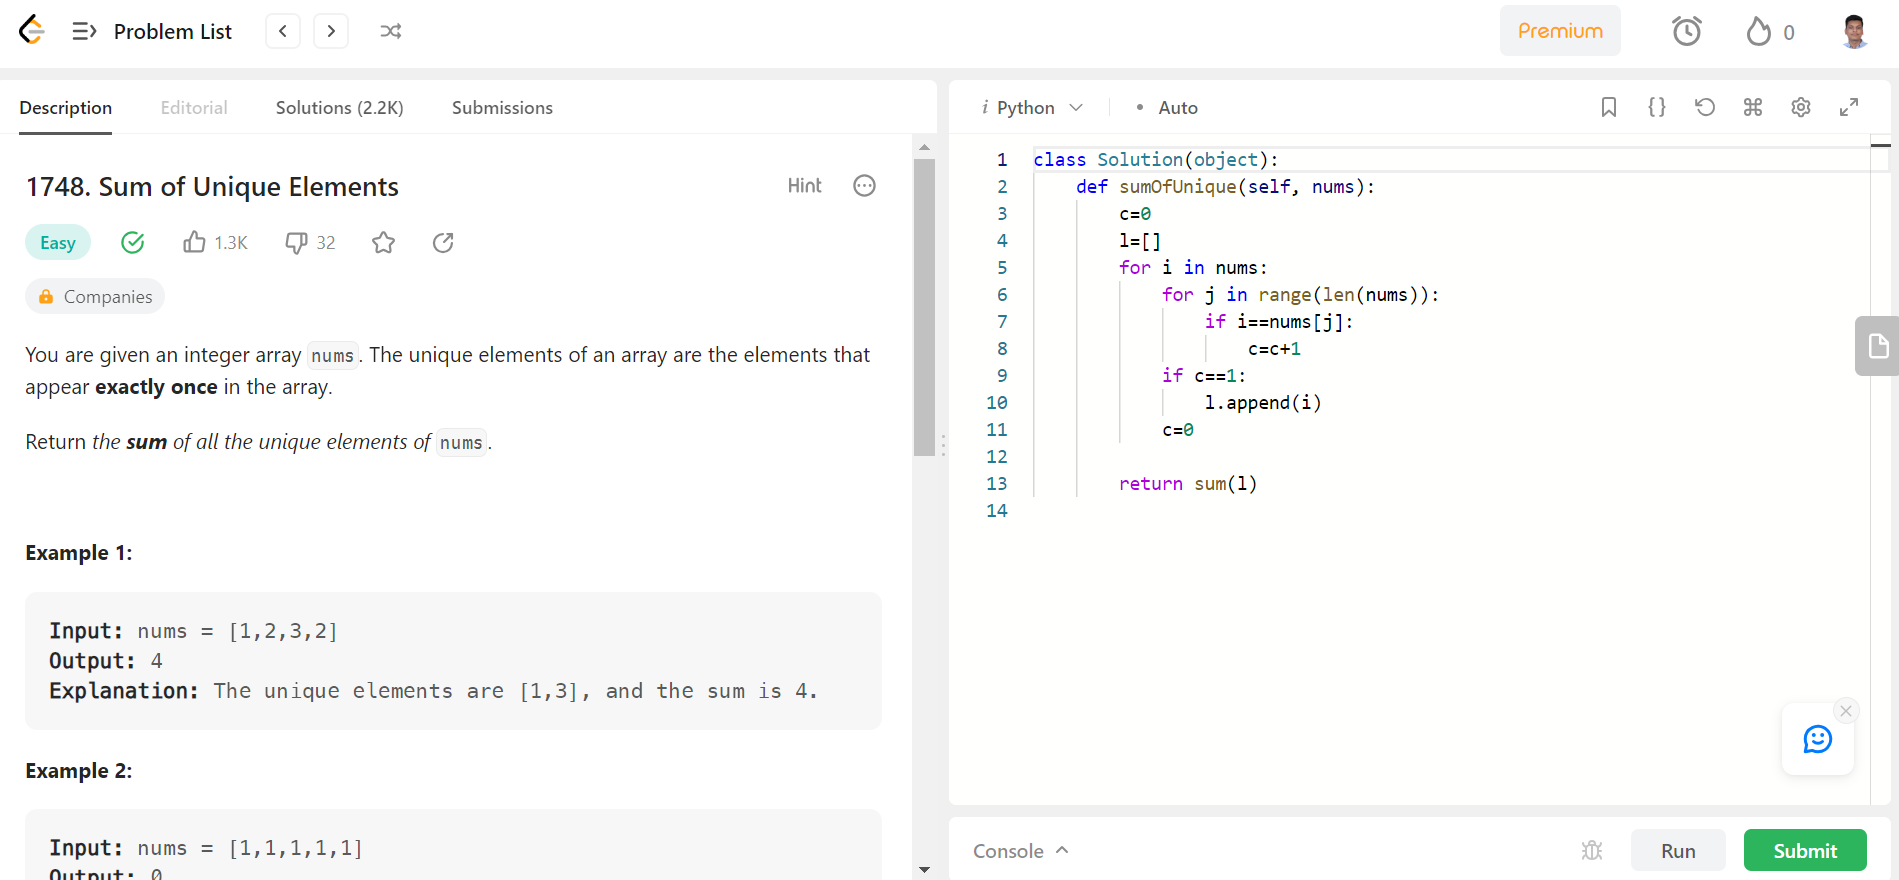 Problem List
Premium
0
Description Editorial Solutions (2.2K) Submissions
1748. Sum of Unique Elements
Hint
Easy 1.3K 32
Companies
You are given an integer array nums. The unique elements of an array are the elements that
appear exactly once in the array.
Return the sum of all the unique elements of nums.
Example 1:
Input: nums = [1,2,3,2]
Output: 4
Explanation: The unique elements are [1,3], and the sum is 4.
Example 2:
Input: nums = [1,1,1,1,1]
Output: 0
i Python • Auto
1 class Solution(object):
2 def sumOfUnique(self, nums):
3 c=0
4 l=[]
5 for i in nums:
6 for j in range(len(nums)):
7 if i==nums[j]:
8 c=c+1
9 if c==1:
10 l.append(i)
11 c=0
12
13 return sum(l)
14
Console
Run
Submit